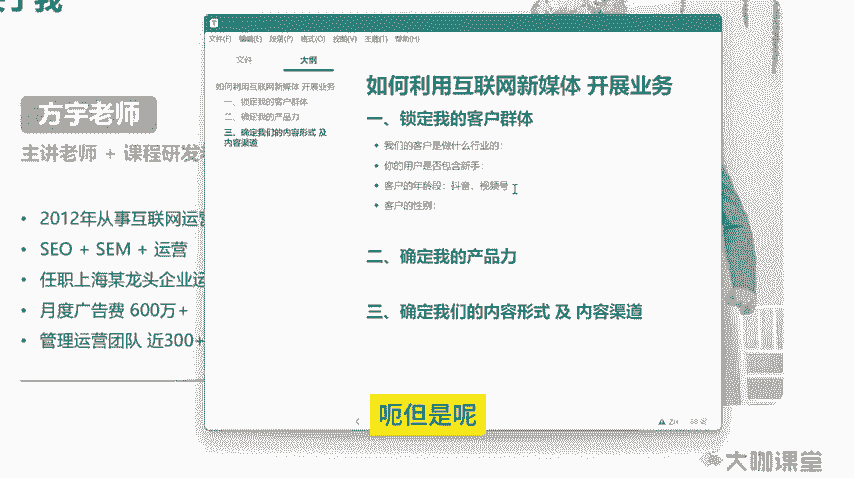 关于我
方宇老师
主讲老师 + 课程研发
• 2012年从事互联网运营
• SEO + SEM + 运营
• 任职上海某龙头企业运
• 月度广告费 600万+
• 管理运营团队 近300+
T
文件(F) 编辑(E) 段落(P) 格式(O) 视图(V) 主题(T) 帮助(H)
文件 大纲
如何利用互联网新媒体 开展业务
一、锁定我的客户群体
二、确定我的产品力
三、确定我们的内容形式 及
内容渠道
如何利用互联网新媒体 开展业务
一、锁定我的客户群体
我们的客户是做什么行业的：
你的用户是否包含新手：
客户的年龄段：抖音、视频号
客户的性别：
二、确定我的产品力
三、确定我们的内容形式 及 内容渠道
呃但是呢
大咖课堂